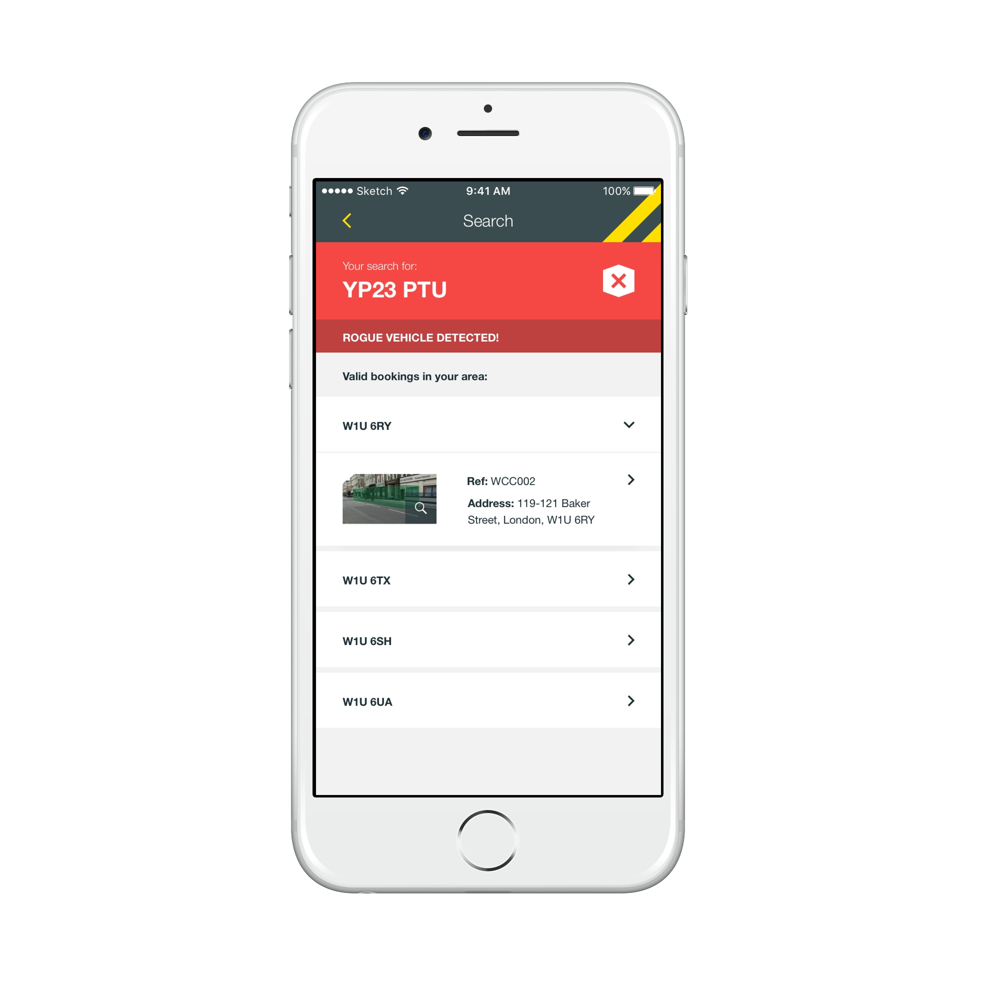 Sketch 9:41 AM 100%
Search
Your search for:
YP23 PTU
ROGUE VEHICLE DETECTED!
Valid bookings in your area:
W1U 6RY
Ref: WCC002
Address: 119-121 Baker
Street, London, W1U 6RY
W1U 6TX
W1U 6SH
W1U 6UA